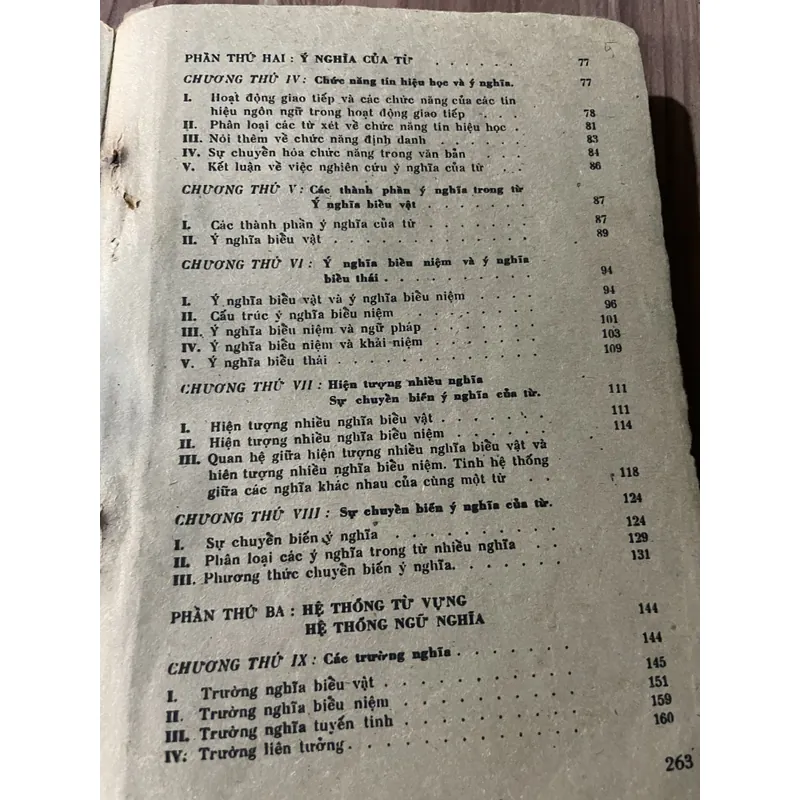 PHẦN THỨ HAI : Ý NGHĨA CỦA TỪ . . . . . . 77
CHƯƠNG THỨ IV: Chức năng tín hiệu học và ý nghĩa. 77
I. Hoạt động giao tiếp và các chức năng của các tín
hiệu ngôn ngữ trong hoạt động giao tiếp . . . 78
II. Phân loại các từ xét về chức năng tín hiệu học . 81
III. Nói thêm về chức năng định danh . . . . 83
IV. Sự chuyển hóa chức năng trong văn bản . . . 84
V. Kết luận về việc nghiên cứu ý nghĩa của từ . . 86
CHƯƠNG THỨ V : Các thành phần ý nghĩa trong từ
Ý nghĩa biểu vật . . . . . . . 87
I. Các thành phần ý nghĩa của từ . . . . . . 87
II. Ý nghĩa biểu vật . . . . . . . . . . 89
CHƯƠNG THỨ VI : Ý nghĩa biểu niệm và ý nghĩa
biểu thái . . . . . . . . . . 94
I. Ý nghĩa biểu vật và ý nghĩa biểu niệm . . . . 94
II. Cấu trúc ý nghĩa biểu niệm . . . . . . . 96
III. Ý nghĩa biểu niệm và ngữ pháp . . . . . . 101
IV. Ý nghĩa biểu niệm và khái niệm . . . . . . 103
V. Ý nghĩa biểu thái . . . . . . . . . . 109
CHƯƠNG THỨ VII : Hiện tượng nhiều nghĩa
Sự chuyển biến ý nghĩa của từ. 111
I. Hiện tượng nhiều nghĩa biểu vật . . . . . . 111
II. Hiện tượng nhiều nghĩa biểu niệm . . . . . 114
III. Quan hệ giữa hiện tượng nhiều nghĩa biểu vật và
hiên tượng nhiều nghĩa biểu niệm. Tính hệ thống
giữa các nghĩa khác nhau của cùng một từ . . 118
CHƯƠNG THỨ VIII : Sự chuyển biến ý nghĩa của từ. 124
I. Sự chuyển biến ý nghĩa . . . . . . . . 124
II. Phân loại các ý nghĩa trong từ nhiều nghĩa . . 129
III. Phương thức chuyển biến ý nghĩa. . . . . . 131
PHẦN THỨ BA : HỆ THỐNG TỪ VỰNG
HỆ THỐNG NGỮ NGHĨA 144
CHƯƠNG THỨ IX : Các trường nghĩa . . . . . . 144
I. Trường nghĩa biểu vật . . . . . . . . . 145
II. Trường nghĩa biểu niệm . . . . . . . . 151
III. Trường nghĩa tuyến tính . . . . . . . . 159
IV: Trường liên tưởng . . . . . . . . . . 160
263